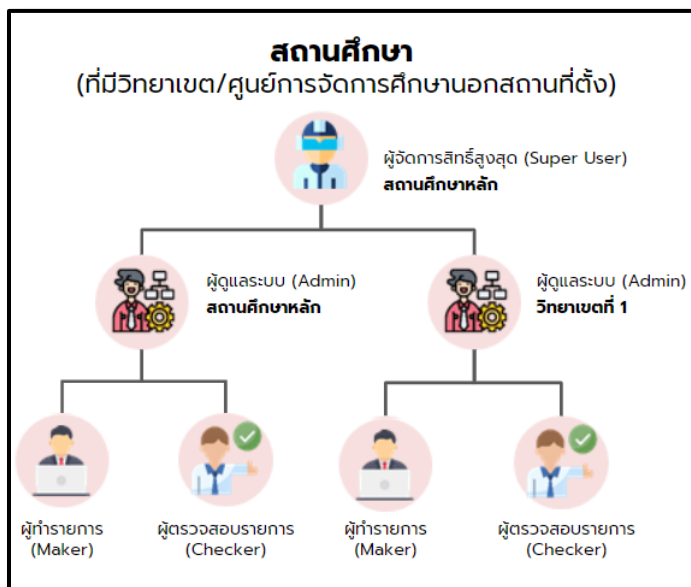 สถานศึกษา
(ที่มีวิทยาเขต/ศูนย์การจัดการศึกษานอกสถานที่ตั้ง)
ผู้จัดการสิทธิ์สูงสุด (Super User)
สถานศึกษาหลัก
ผู้ดูแลระบบ (Admin)
สถานศึกษาหลัก
ผู้ดูแลระบบ (Admin)
วิทยาเขตที่ 1
ผู้ทำรายการ
(Maker)
ผู้ตรวจสอบรายการ
(Checker)
ผู้ทำรายการ
(Maker)
ผู้ตรวจสอบรายการ
(Checker)